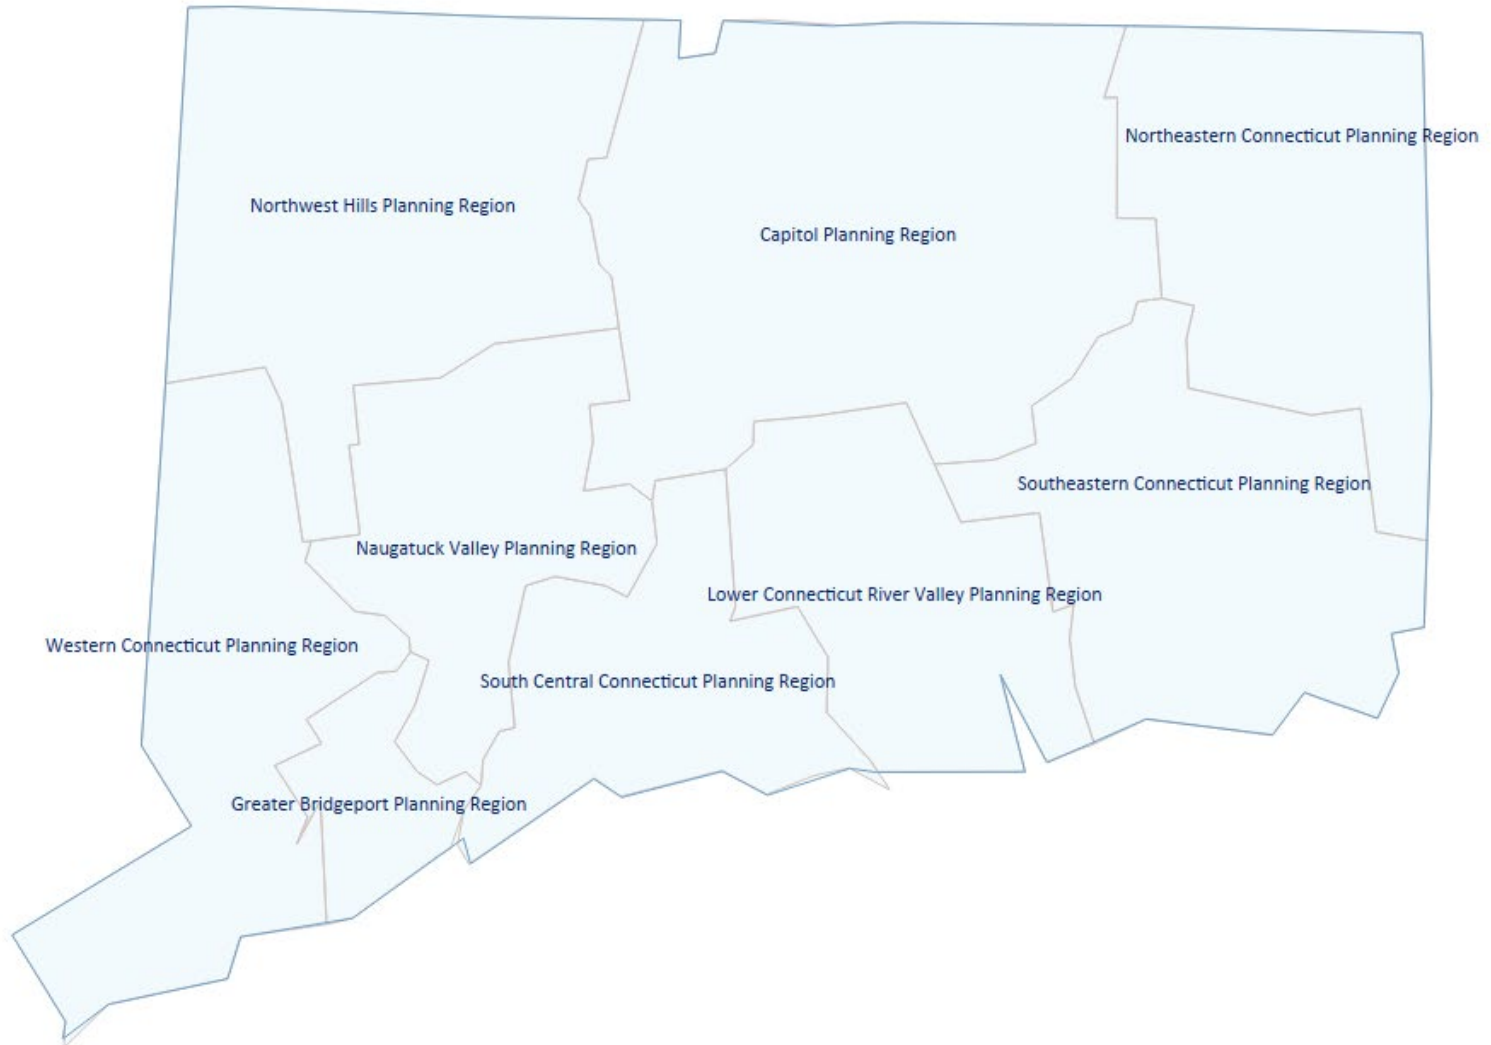 Northeastern Connecticut Planning Region
Northwest Hills Planning Region
Capitol Planning Region
Southeastern Connecticut Planning Region
Naugatuck Valley Planning Region
Lower Connecticut River Valley Planning Region
Western Connecticut Planning Region
South Central Connecticut Planning Region
Greater Bridgeport Planning Region